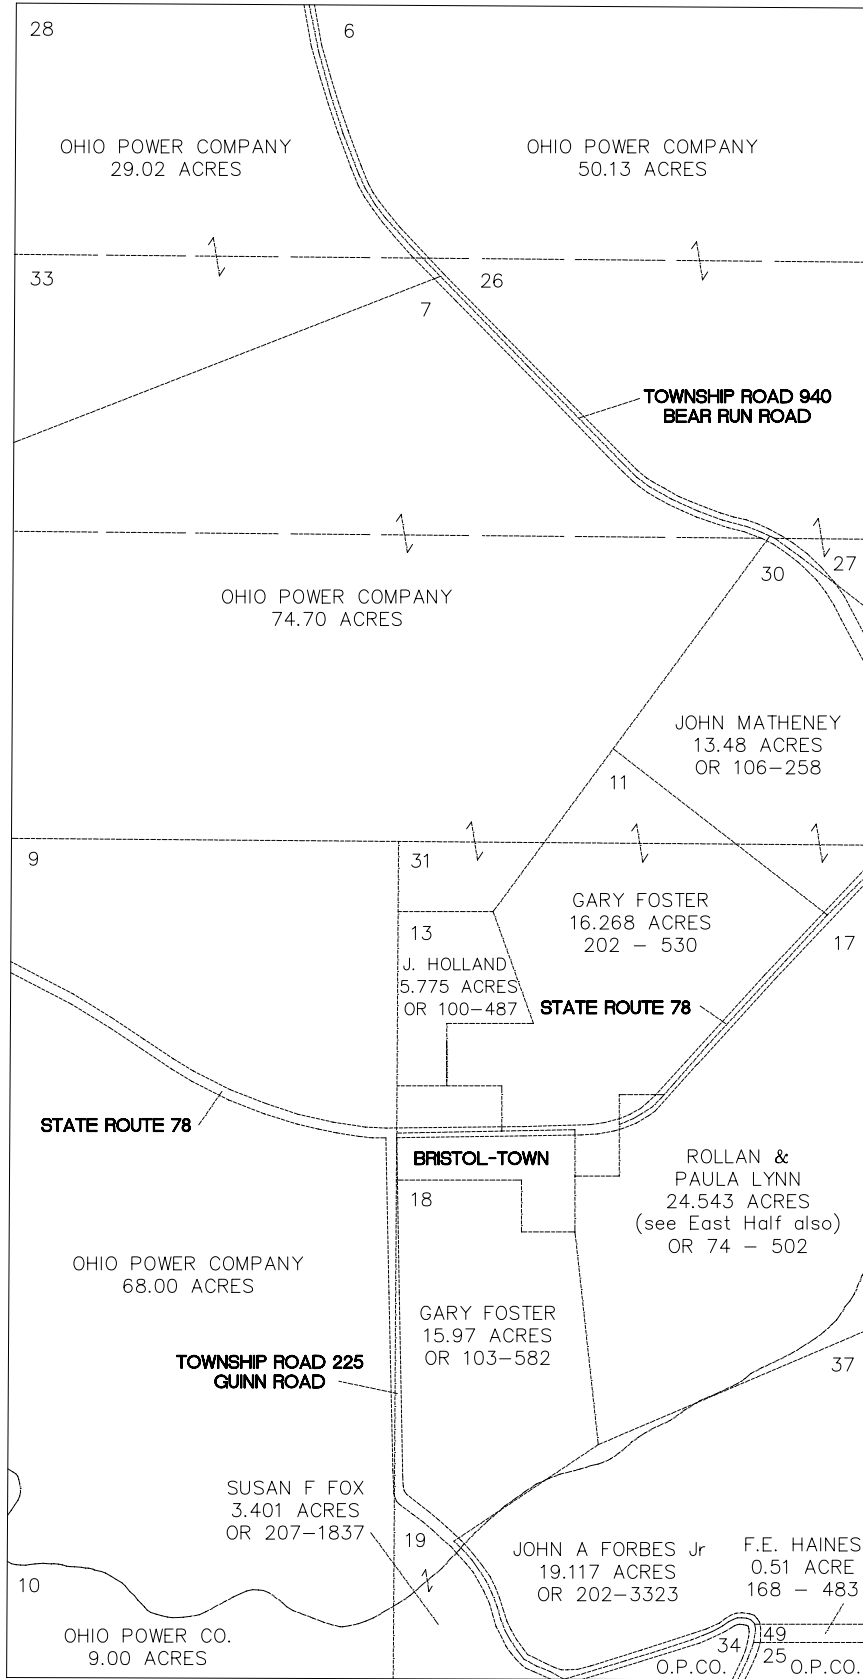 28
6
OHIO POWER COMPANY
29.02 ACRES
OHIO POWER COMPANY
50.13 ACRES
33
26
7
TOWNSHIP ROAD 940
BEAR RUN ROAD
27
30
OHIO POWER COMPANY
74.70 ACRES
JOHN MATHENEY
13.48 ACRES
OR 106-258
11
9
31
GARY FOSTER
16.268 ACRES
202 - 530
13
17
J. HOLLAND
5.775 ACRES
OR 100-487
STATE ROUTE 78
STATE ROUTE 78
BRISTOL-TOWN
ROLLAN &
PAULA LYNN
24.543 ACRES
(see East Half also)
OR 74 - 502
18
OHIO POWER COMPANY
68.00 ACRES
GARY FOSTER
15.97 ACRES
OR 103-582
TOWNSHIP ROAD 225
GUINN ROAD
37
SUSAN F FOX
3.401 ACRES
OR 207-1837
19
JOHN A FORBES Jr
19.117 ACRES
OR 202-3323
F.E. HAINES
0.51 ACRE
168 - 483
10
OHIO POWER CO.
9.00 ACRES
34
49
25
O.P.CO.
O.P.CO.